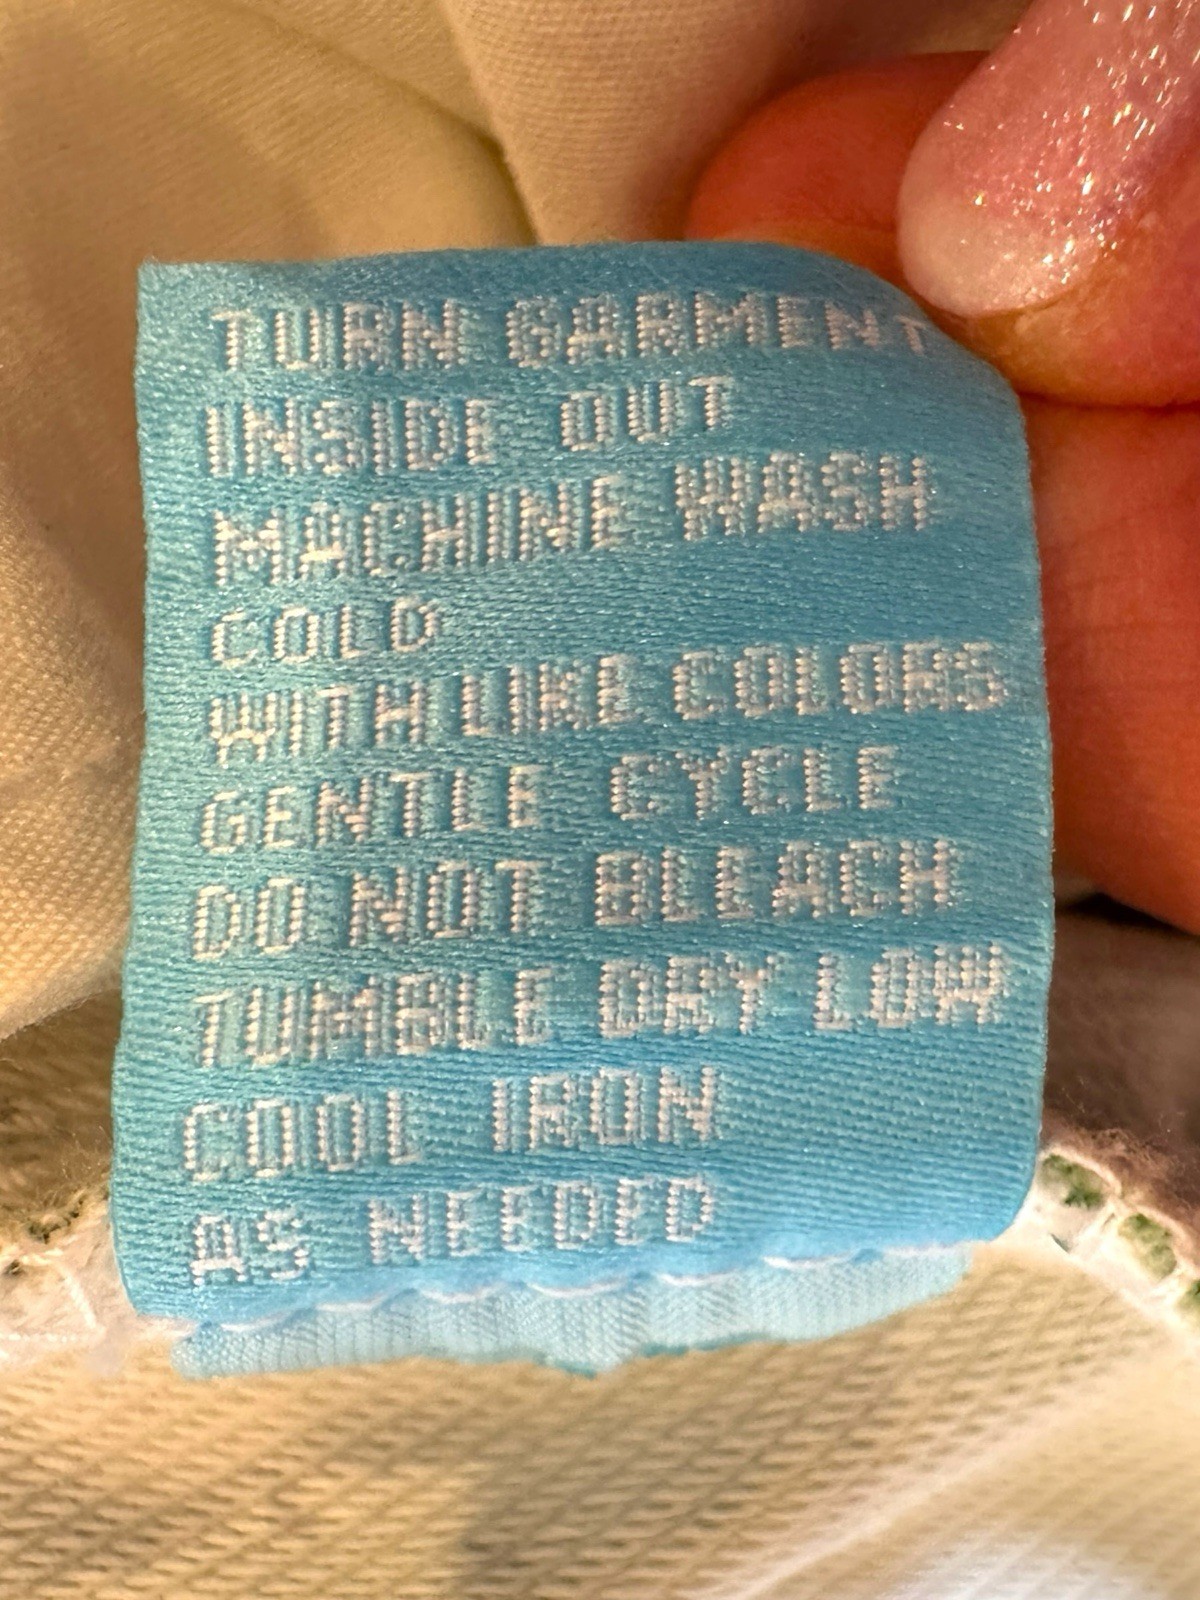 TURN GARMENT
INSIDE OUT
MACHINE WASH
COLD
WITH LIKE COLORS
GENTLE CYCLE
DO NOT BLEACH
TUMBLE DRY LOW
COOL IRON
AS NEEDED